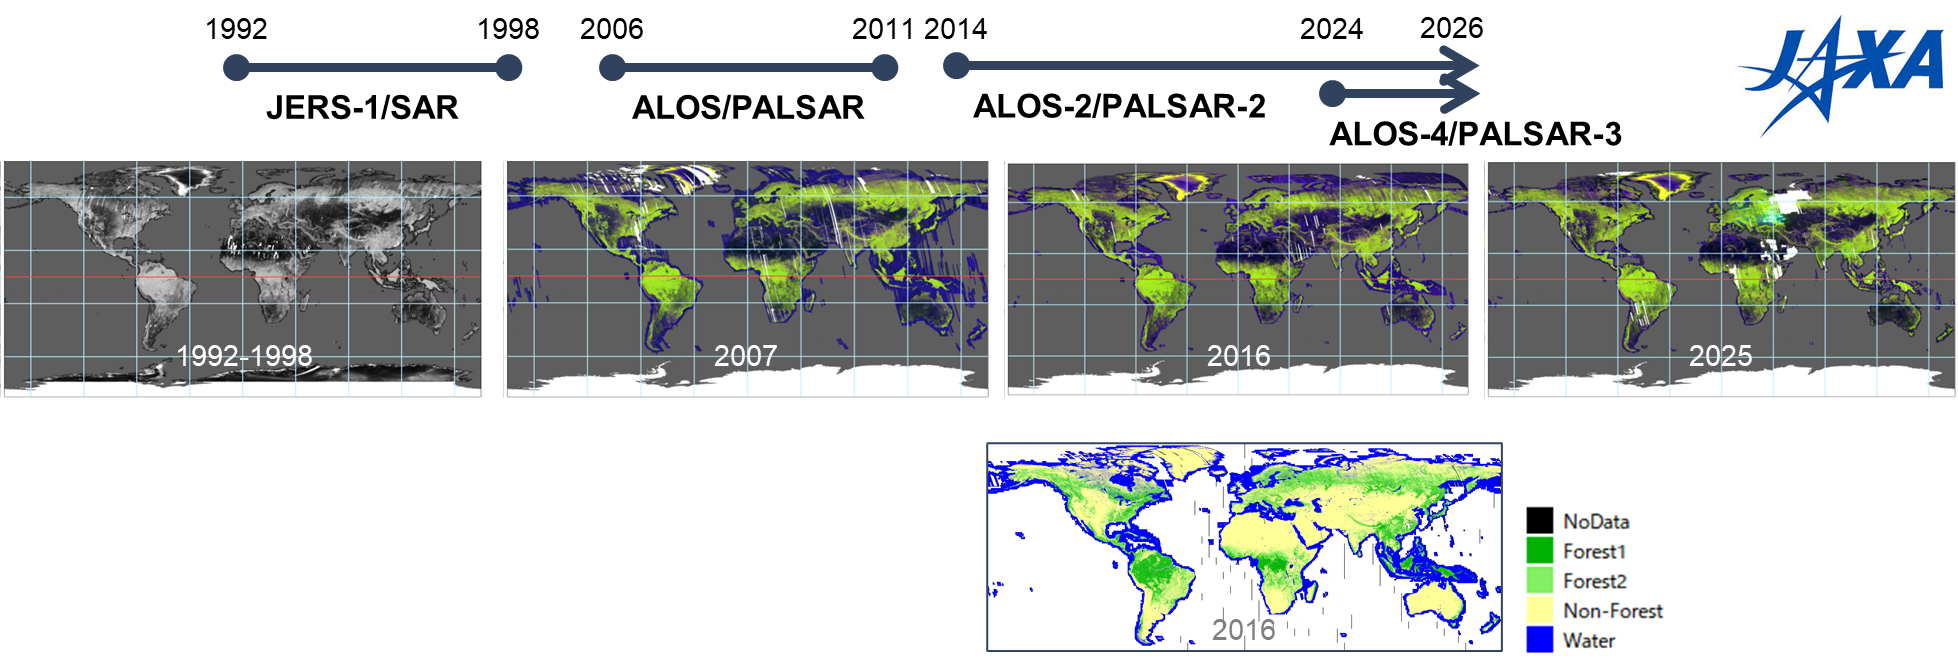 1992
1998
2006
2011
2014
2024
2026
JAXA
JERS-1/SAR
ALOS/PALSAR
ALOS-2/PALSAR-2
ALOS-4/PALSAR-3
1992-1998
2007
2016
2025
2016
NoData
Forest1
Forest2
Non-Forest
Water